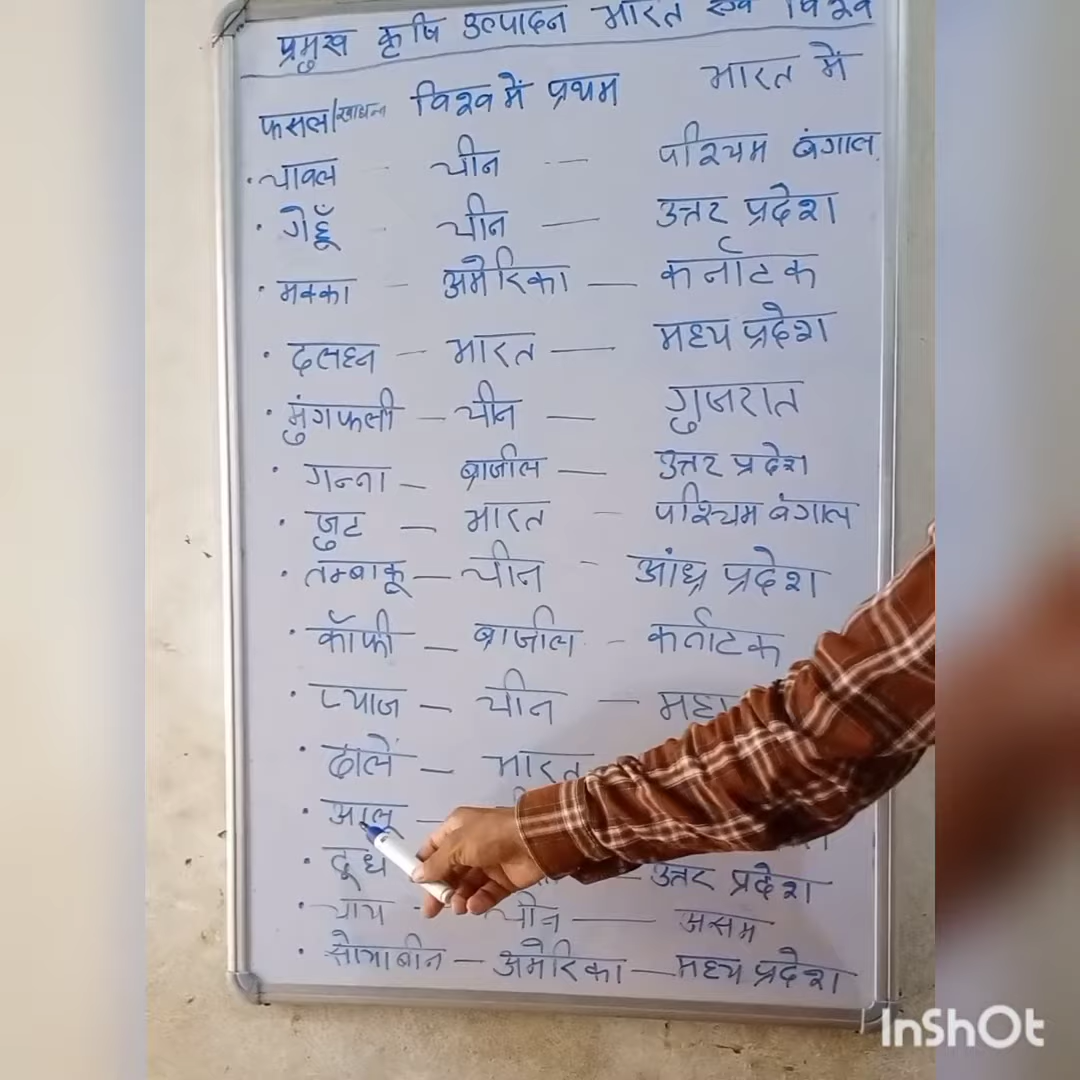 प्रमुख कृषि उत्पादन भारत एवं विश्व
फसल/खाद्यान्न विश्व में प्रथम भारत में
• चावल - चीन — पश्चिम बंगाल
• गेहूँ - चीन — उत्तर प्रदेश
• मक्का - अमेरिका — कर्नाटक
• दलहन - भारत — मध्य प्रदेश
• मुंगफली - चीन — गुजरात
• गन्ना - ब्राजील — उत्तर प्रदेश
• जुट - भारत - पश्चिम बंगाल
• तम्बाकू - चीन - आंध्र प्रदेश
• कॉफी - ब्राजील - कर्नाटक
• प्याज - चीन — महा
• दालें - भारत
• आलू -
• दूध — उत्तर प्रदेश
• चाय - चीन — असम
• सोयाबीन - अमेरिका — मध्य प्रदेश
InShOt